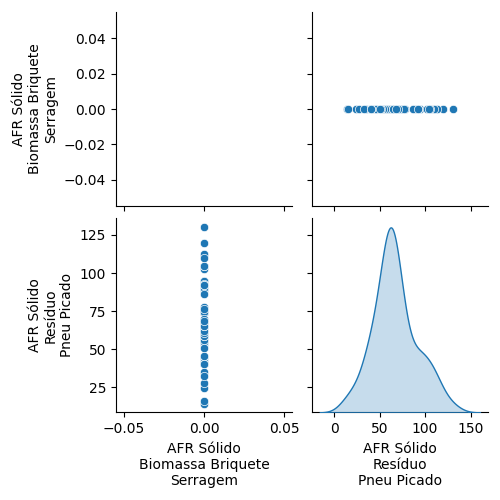 0.04
0.02
0.00
−0.02
−0.04
AFR Sólido
Biomassa Briquete
Serragem
125
100
75
50
25
AFR Sólido
Resíduo
Pneu Picado
−0.05
0.00
0.05
AFR Sólido
Biomassa Briquete
Serragem
0
50
100
150
AFR Sólido
Resíduo
Pneu Picado